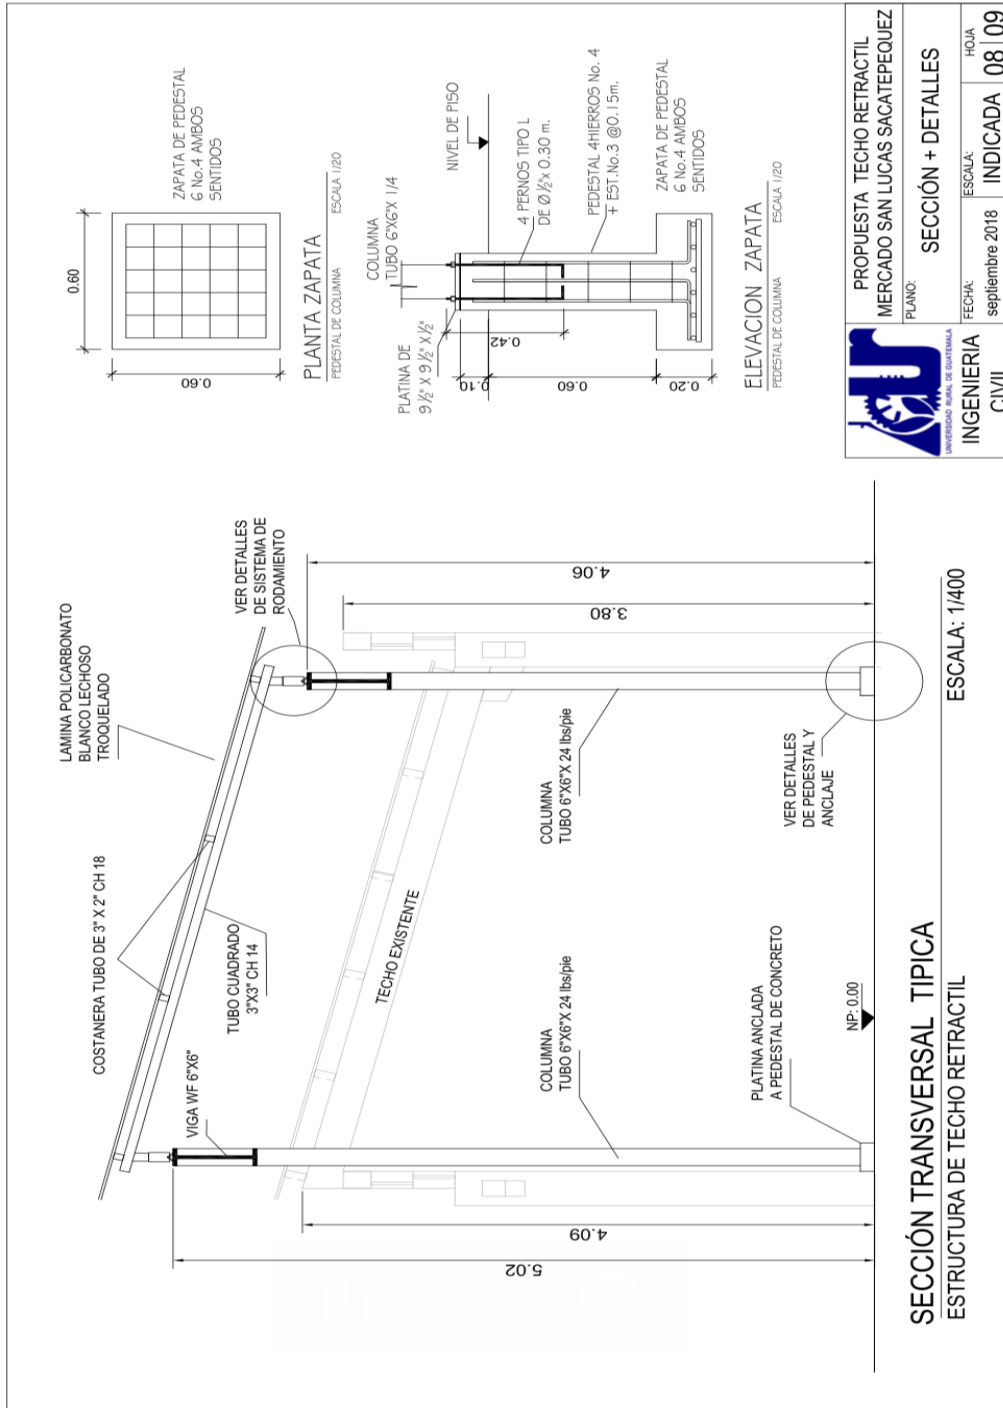 LAMINA POLICARBONATO
BLANCO LECHOSO
TROQUELADO
COSTANERA TUBO DE 3" X 2" CH 18
TUBO CUADRADO
3"X3" CH 14
VIGA WF 6"X6"
VER DETALLES
DE SISTEMA DE
RODAMIENTO
TECHO EXISTENTE
5.02
4.09
3.80
4.06
COLUMNA
TUBO 6"X6"X 24 lbs/pie
COLUMNA
TUBO 6"X6"X 24 lbs/pie
PLATINA ANCLADA
A PEDESTAL DE CONCRETO
NP: 0.00
VER DETALLES
DE PEDESTAL Y
ANCLAJE
SECCIÓN TRANSVERSAL TIPICA
ESTRUCTURA DE TECHO RETRACTIL
ESCALA: 1/400
0.60
0.60
ZAPATA DE PEDESTAL
6 No.4 AMBOS
SENTIDOS
PLANTA ZAPATA
PEDESTAL DE COLUMNA
ESCALA 1/20
COLUMNA
TUBO 6"X6"X 1/4
PLATINA DE
9 ½" X 9 ½" X ½"
NIVEL DE PISO
4 PERNOS TIPO L
DE Ø ½"x 0.30 m.
PEDESTAL 4HIERROS No. 4
+ EST.No.3 @0.15m.
ZAPATA DE PEDESTAL
6 No.4 AMBOS
SENTIDOS
0.10
0.42
0.60
0.20
ELEVACION ZAPATA
PEDESTAL DE COLUMNA
ESCALA 1/20
ur
UNIVERSIDAD RURAL DE GUATEMALA
INGENIERIA
CIVIL
PROPUESTA TECHO RETRACTIL
MERCADO SAN LUCAS SACATEPEQUEZ
PLANO:
SECCIÓN + DETALLES
FECHA:
septiembre 2018
ESCALA:
INDICADA
HOJA
08 09